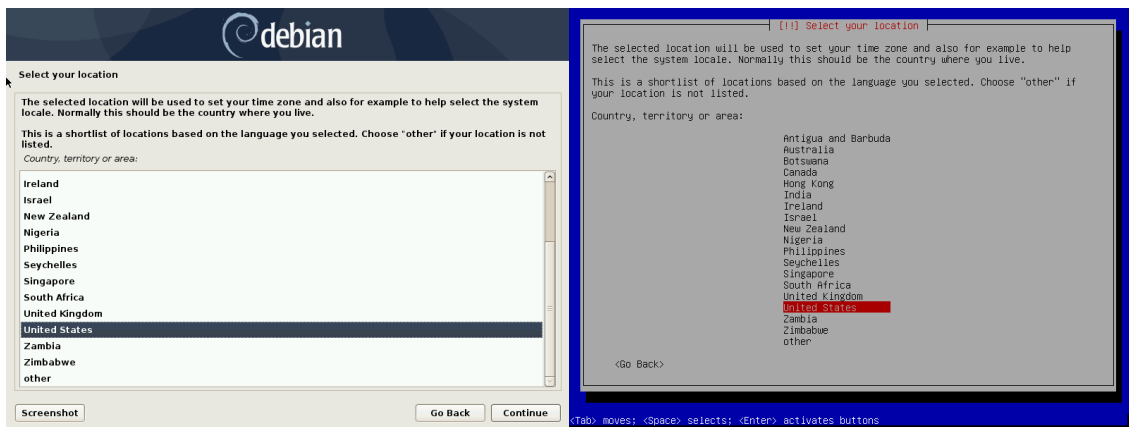 debian
Select your location
The selected location will be used to set your time zone and also for example to help select the system
locale. Normally this should be the country where you live.
This is a shortlist of locations based on the language you selected. Choose "other" if your location is not
listed.
Country, territory or area:
Ireland
Israel
New Zealand
Nigeria
Philippines
Seychelles
Singapore
South Africa
United Kingdom
United States
Zambia
Zimbabwe
other
Screenshot
Go Back
Continue
[!!] Select your location
The selected location will be used to set your time zone and also for example to help
select the system locale. Normally this should be the country where you live.
This is a shortlist of locations based on the language you selected. Choose "other" if
your location is not listed.
Country, territory or area:
Antigua and Barbuda
Australia
Botswana
Canada
Hong Kong
India
Ireland
Israel
New Zealand
Nigeria
Philippines
Seychelles
Singapore
South Africa
United Kingdom
United States
Zambia
Zimbabwe
other
<Go Back>
<Tab> moves; <Space> selects; <Enter> activates buttons